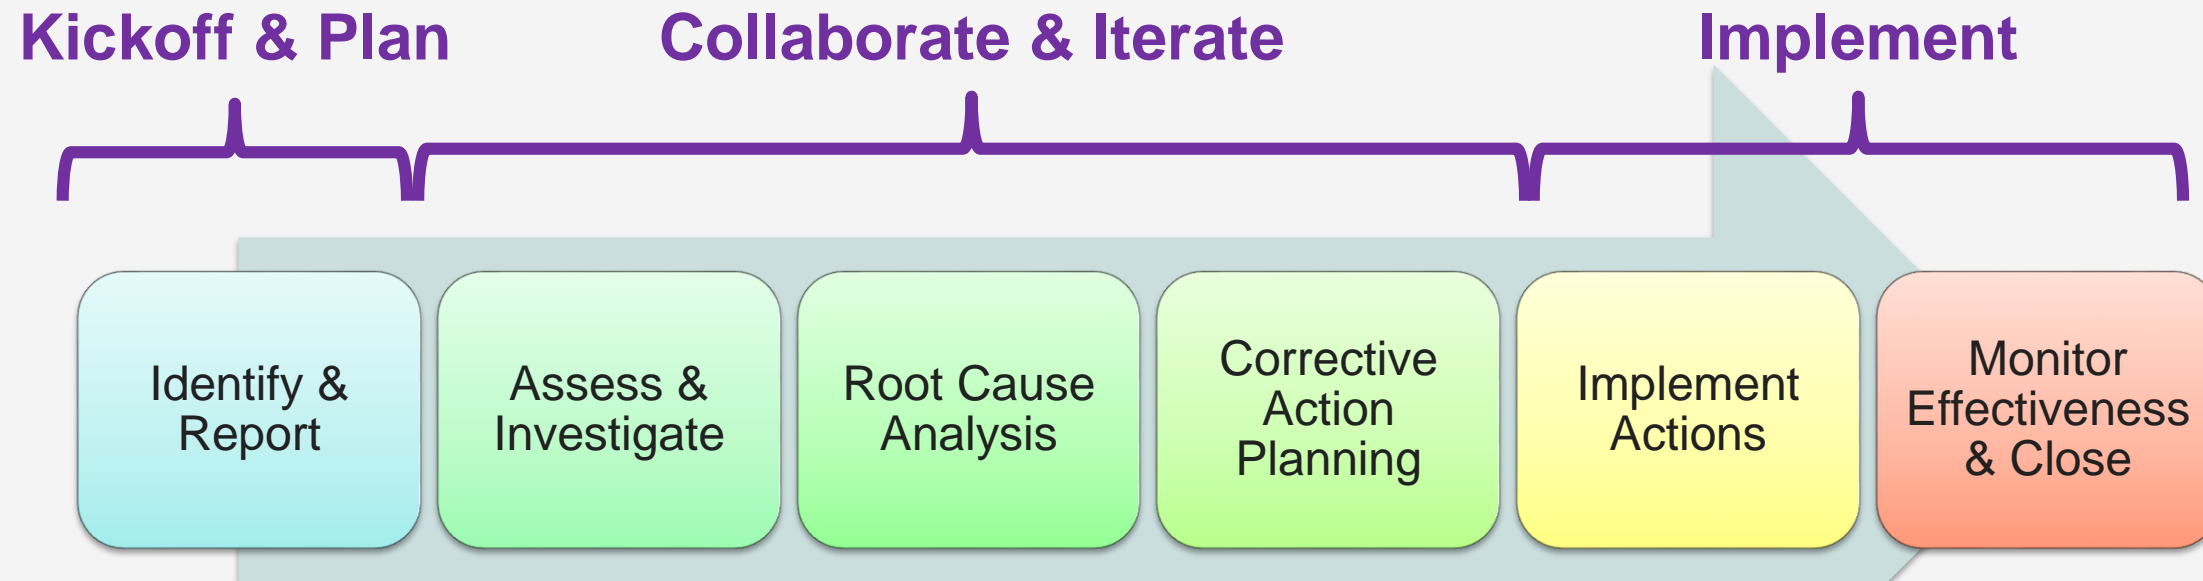 Kickoff & Plan
Collaborate & Iterate
Implement
Identify &
Report
Assess &
Investigate
Root Cause
Analysis
Corrective
Action
Planning
Implement
Actions
Monitor
Effectiveness
& Close